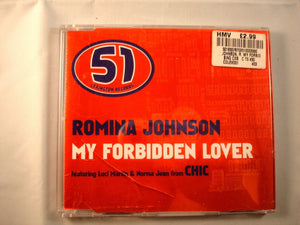 51
LEXINGTON RECORDS
HMV £2.99
ROMINA JOHNSON
MY FORBIDDEN LOVER
featuring Luci Martin & Norma Jean from CHIC